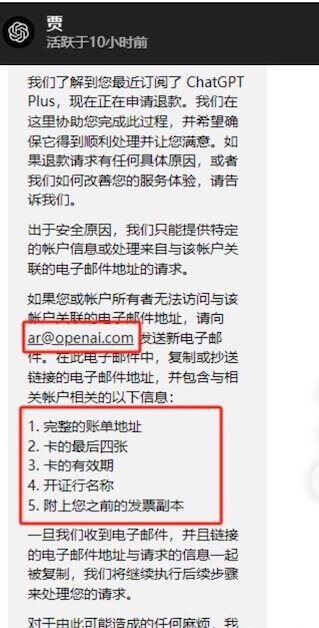 贾
活跃于10小时前
我们了解到您最近订阅了 ChatGPT
Plus，现在正在申请退款。我们在
这里协助您完成此过程，并希望确
保它得到顺利处理并让您满意。如
果退款请求有任何具体原因，或者
我们如何改善您的服务体验，请告
诉我们。
出于安全原因，我们只能提供特定
的帐户信息或处理来自与该帐户关
联的电子邮件地址的请求。
如果您或帐户所有者无法访问与该
帐户关联的电子邮件地址，请向
ar@openai.com 发送新电子邮
件。在此电子邮件中，复制或抄送
链接的电子邮件地址，并包含与相
关帐户相关的以下信息：
1. 完整的账单地址
2. 卡的最后四张
3. 卡的有效期
4. 开证行名称
5. 附上您之前的发票副本
一旦我们收到电子邮件，并且链接
的电子邮件地址与请求的信息一起
被复制，我们将继续执行后续步骤
来处理您的请求。
对于由此可能造成的任何麻烦，我